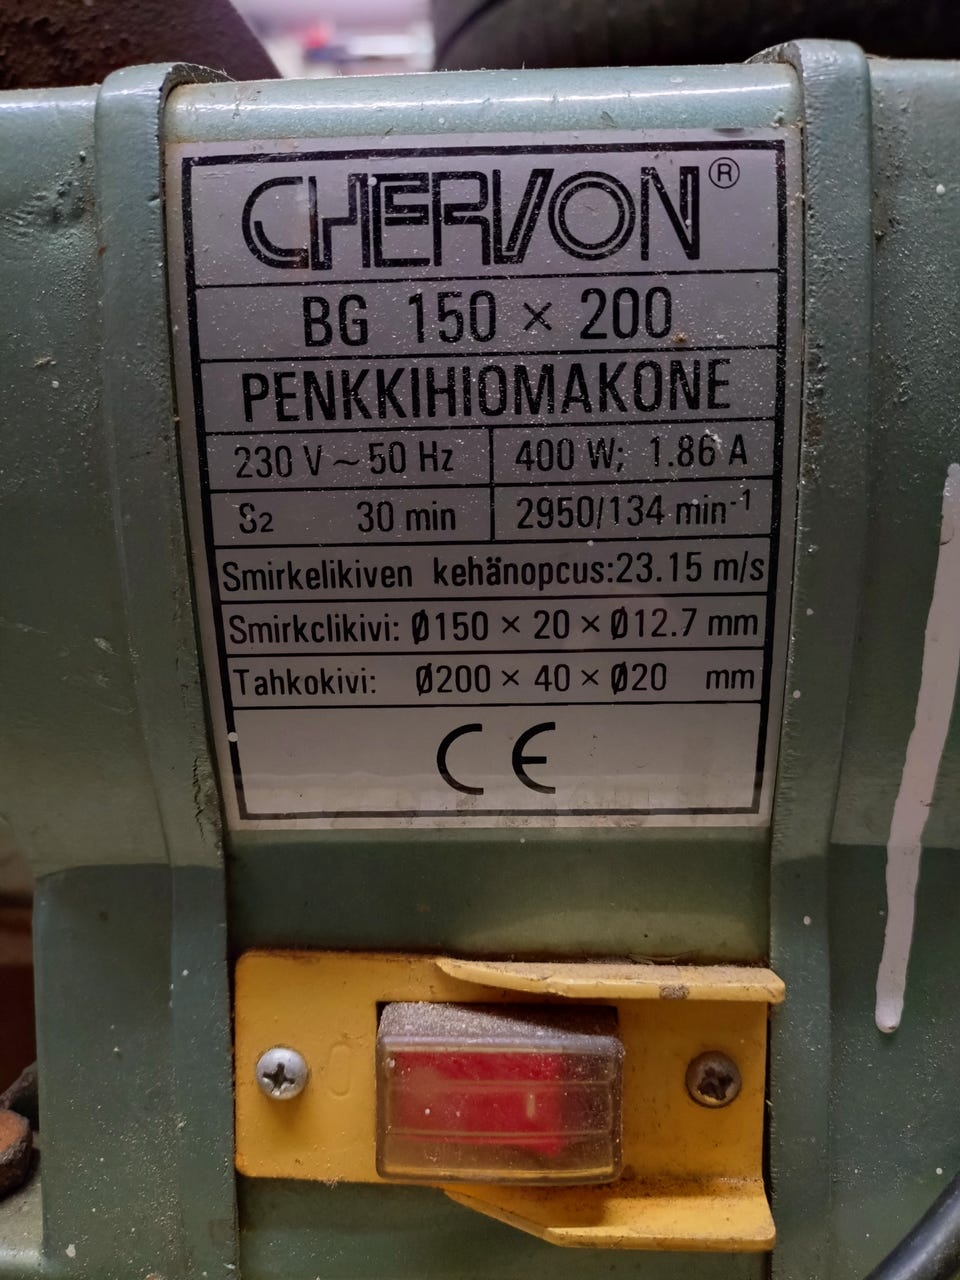 CHERVON®
BG 150 × 200
PENKKIHIOMAKONE
230 V ~ 50 Hz 400 W; 1.86 A
S2 30 min 2950/134 min-1
Smirkelikiven kehänopcus:23.15 m/s
Smirkclikivi: Ø150 × 20 × Ø12.7 mm
Tahkokivi: Ø200 × 40 × Ø20 mm
CE